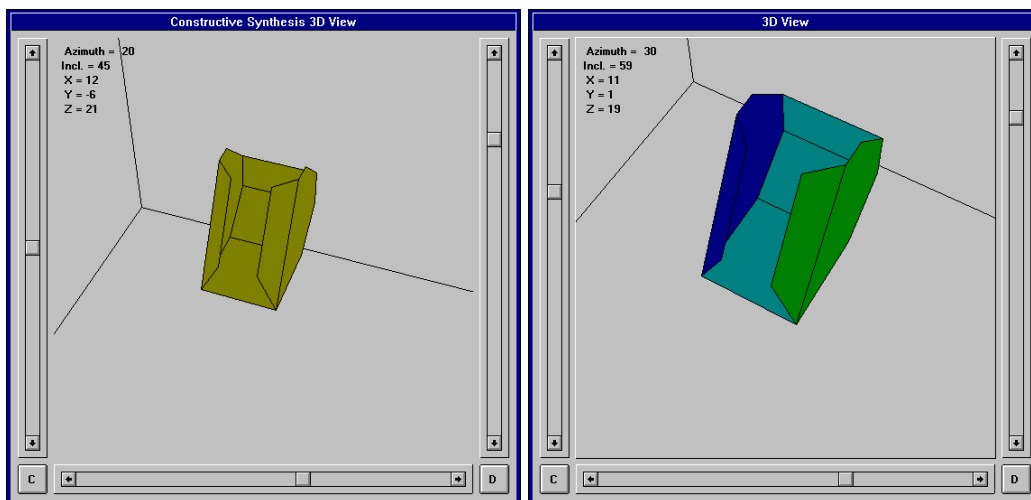 Constructive Synthesis 3D View
Azimuth = 20
Incl. = 45
X = 12
Y = -6
Z = 21
C
D
3D View
Azimuth = 30
Incl. = 59
X = 11
Y = 1
Z = 19
C
D